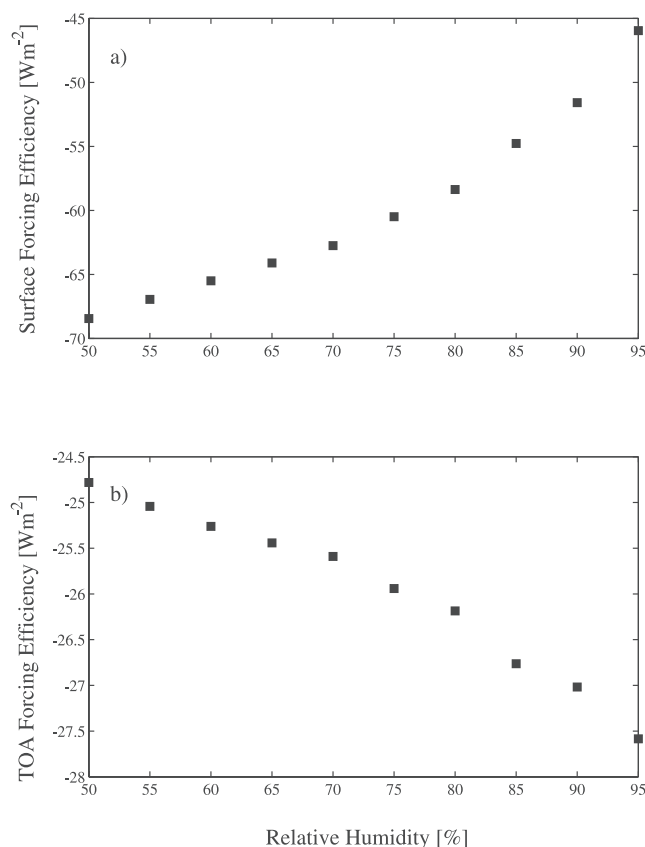 a)
Surface Forcing Efficiency [Wm-2]
-45
-50
-55
-60
-65
-70
50 55 60 65 70 75 80 85 90 95
b)
TOA Forcing Efficiency [Wm-2]
-24.5
-25
-25.5
-26
-26.5
-27
-27.5
-28
50 55 60 65 70 75 80 85 90 95
Relative Humidity [%]